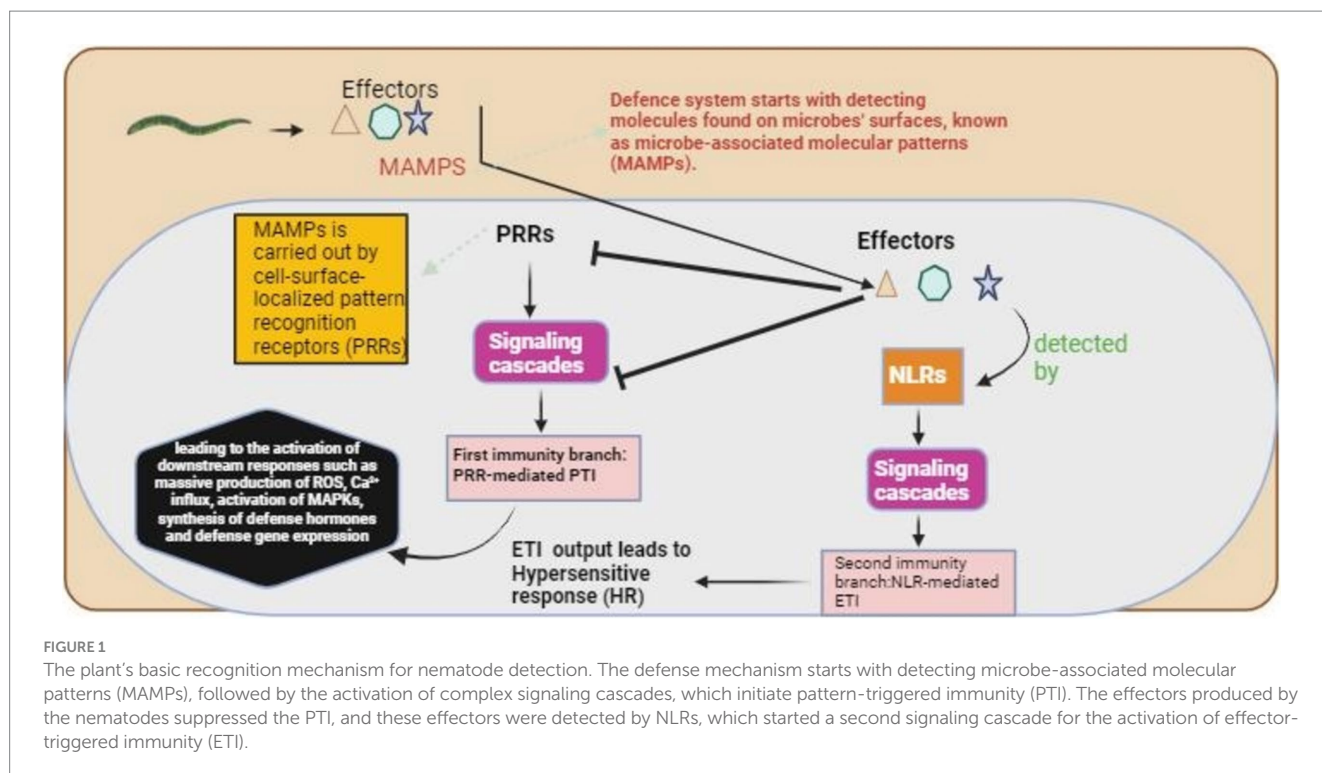 Effectors
MAMPS
Defence system starts with detecting
molecules found on microbes' surfaces, known
as microbe-associated molecular patterns
(MAMPs).
MAMPs is
carried out by
cell-surface-
localized pattern
recognition
receptors (PRRs)
PRRs
Effectors
Signaling
cascades
detected
by
NLRs
First immunity branch:
PRR-mediated PTI
Signaling
cascades
leading to the activation of
downstream responses such as
massive production of ROS, Ca²⁺
influx, activation of MAPKs,
synthesis of defense hormones
and defense gene expression
ETI output leads to
Hypersensitive
response (HR)
Second immunity
branch:NLR-mediated
ETI
FIGURE 1
The plant's basic recognition mechanism for nematode detection. The defense mechanism starts with detecting microbe-associated molecular
patterns (MAMPs), followed by the activation of complex signaling cascades, which initiate pattern-triggered immunity (PTI). The effectors produced by
the nematodes suppressed the PTI, and these effectors were detected by NLRs, which started a second signaling cascade for the activation of effector-
triggered immunity (ETI).